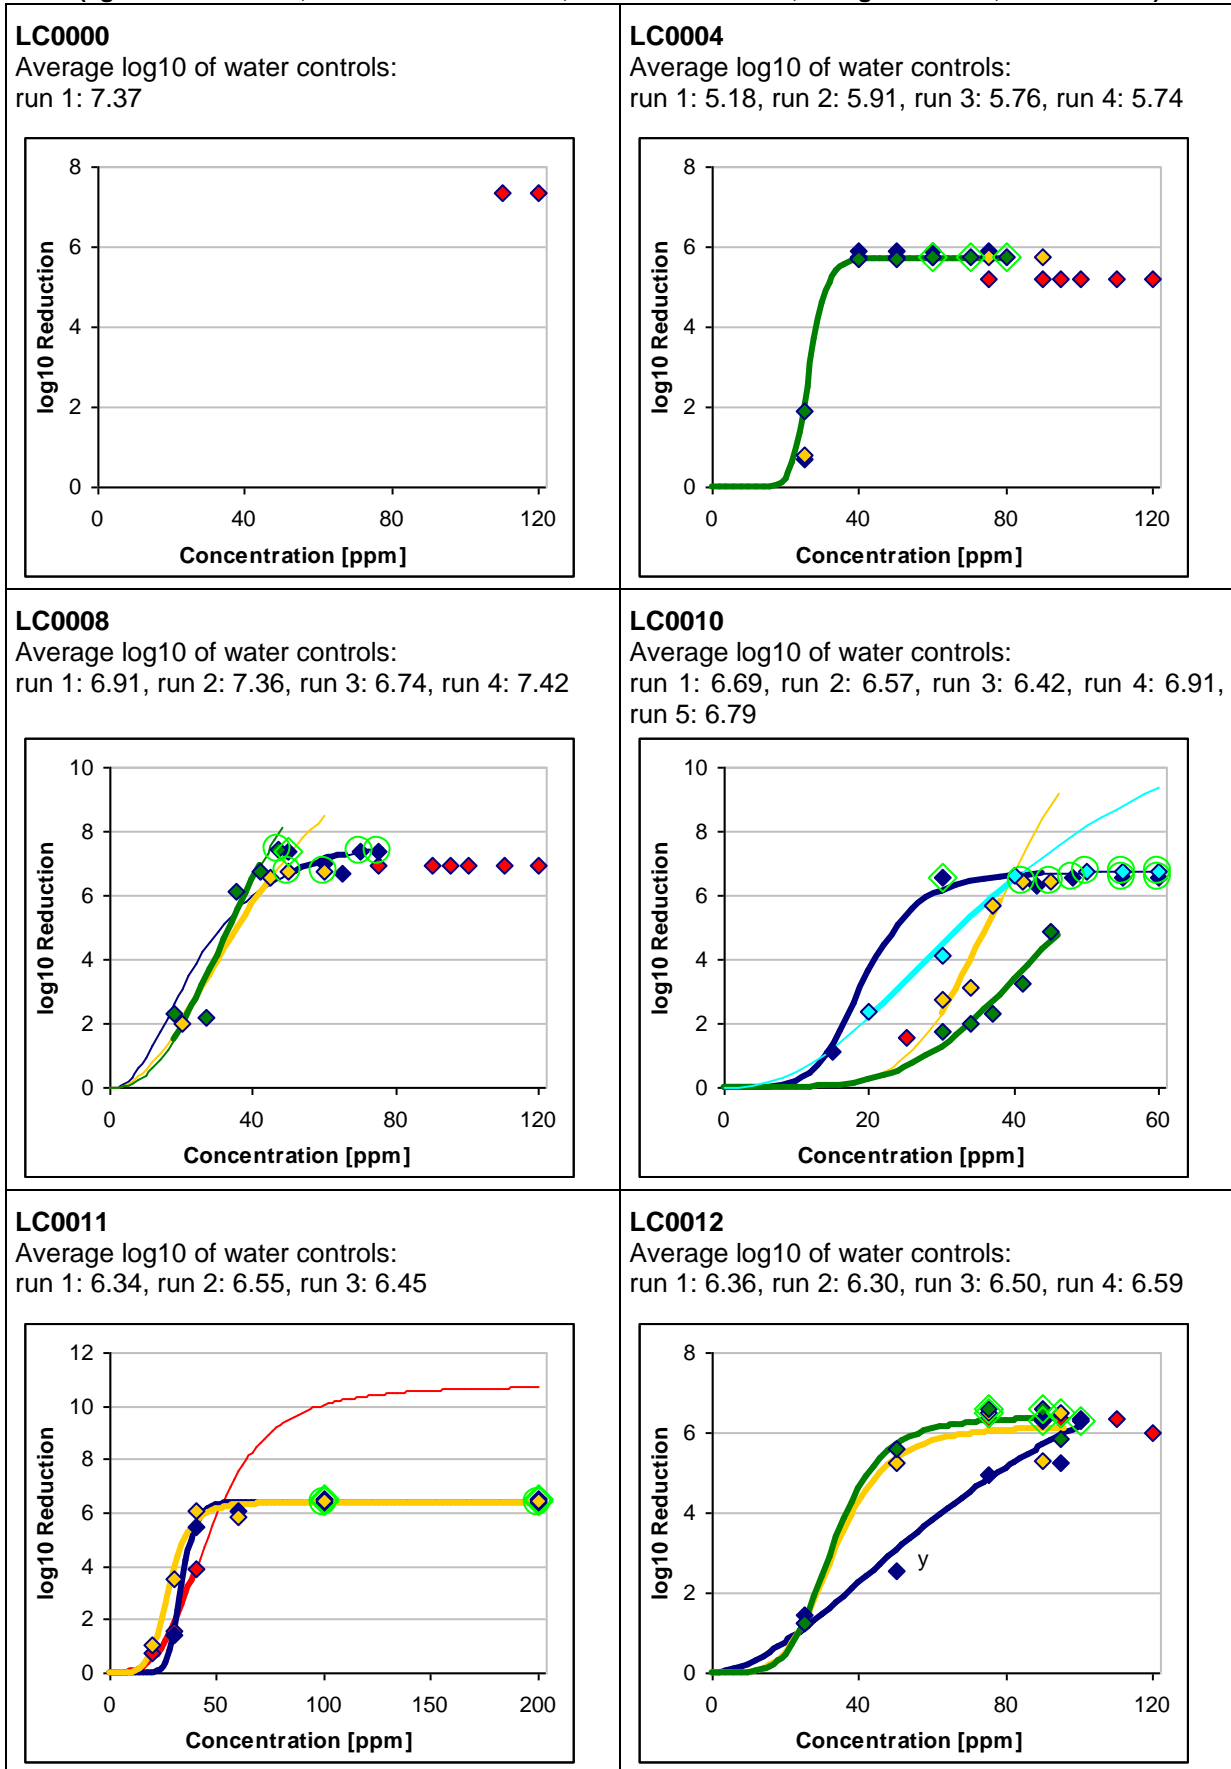 LC0000
Average log10 of water controls:
run 1: 7.37
8
6
4
2
0
0 40 80 120
log10 Reduction
Concentration [ppm]
LC0004
Average log10 of water controls:
run 1: 5.18, run 2: 5.91, run 3: 5.76, run 4: 5.74
8
6
4
2
0
0 40 80 120
log10 Reduction
Concentration [ppm]
LC0008
Average log10 of water controls:
run 1: 6.91, run 2: 7.36, run 3: 6.74, run 4: 7.42
10
8
6
4
2
0
0 40 80 120
log10 Reduction
Concentration [ppm]
LC0010
Average log10 of water controls:
run 1: 6.69, run 2: 6.57, run 3: 6.42, run 4: 6.91,
run 5: 6.79
10
8
6
4
2
0
0 20 40 60
log10 Reduction
Concentration [ppm]
LC0011
Average log10 of water controls:
run 1: 6.34, run 2: 6.55, run 3: 6.45
12
10
8
6
4
2
0
0 50 100 150 200
log10 Reduction
Concentration [ppm]
LC0012
Average log10 of water controls:
run 1: 6.36, run 2: 6.30, run 3: 6.50, run 4: 6.59
8
6
4
2
0
y
0 40 80 120
log10 Reduction
Concentration [ppm]